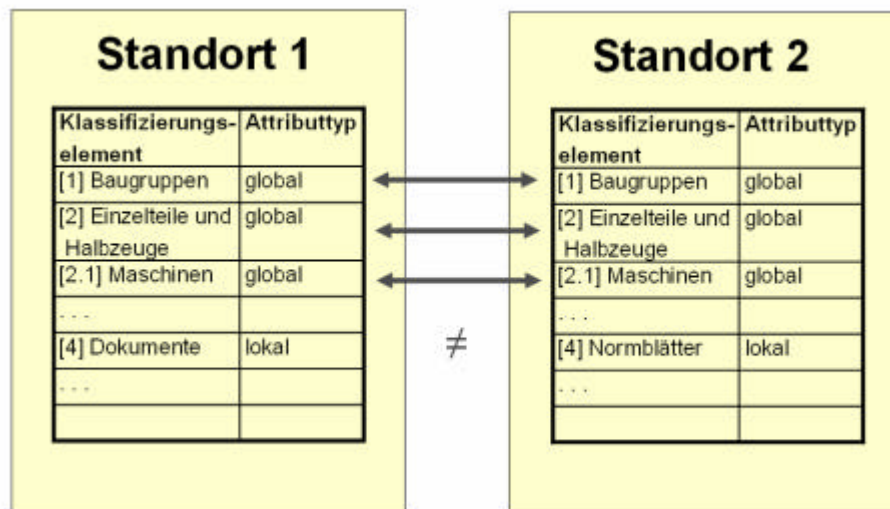 Standort 1
Klassifizierungs- Attributtyp
element
[1] Baugruppen global
[2] Einzelteile und global
Halbzeuge
[2.1] Maschinen global
. . .
[4] Dokumente lokal
. . .
≠
Standort 2
Klassifizierungs- Attributtyp
element
[1] Baugruppen global
[2] Einzelteile und global
Halbzeuge
[2.1] Maschinen global
. . .
[4] Normblätter lokal
. . .